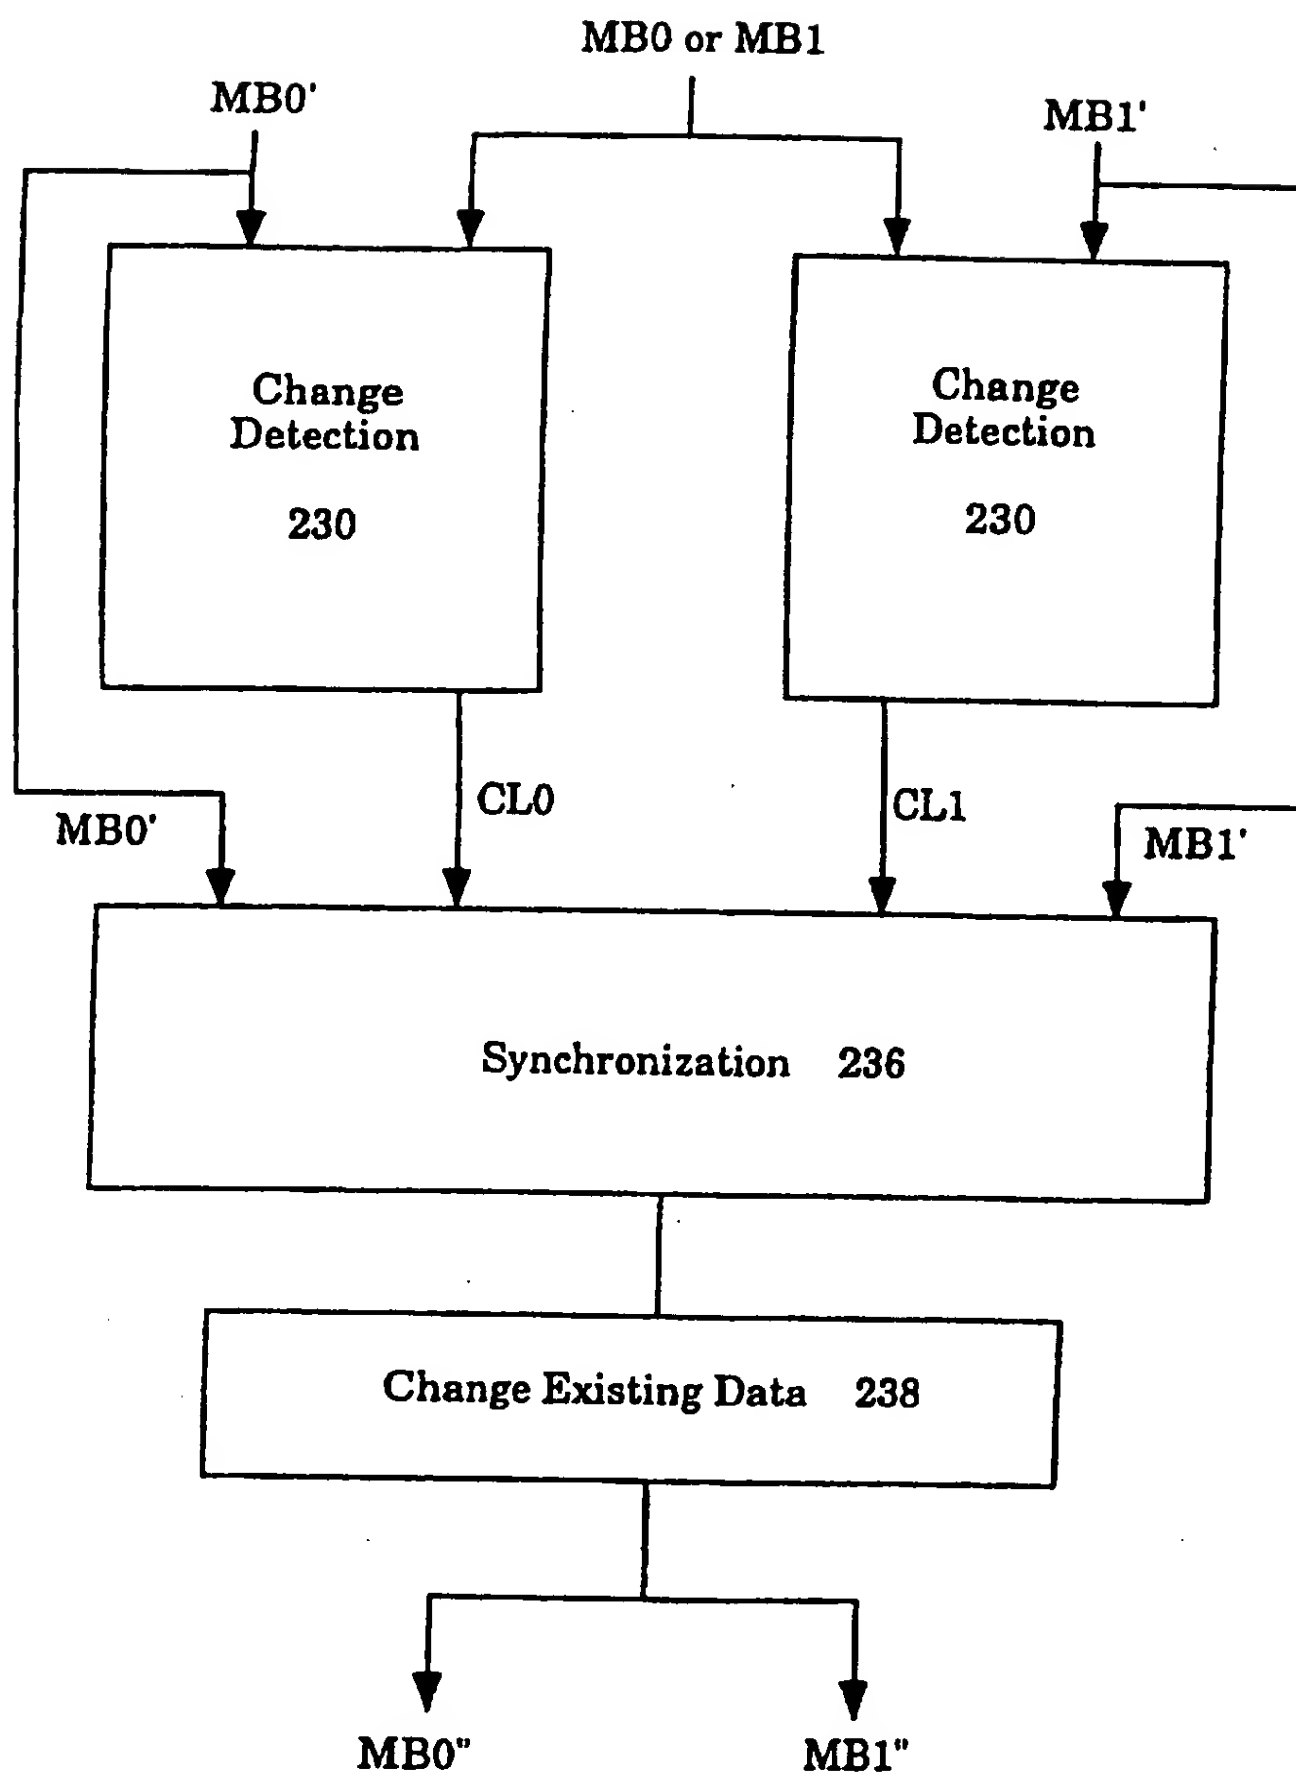 MB0 or MB1
MB0'
MB1'
Change
Detection
230
Change
Detection
230
CL0
CL1
MB0'
MB1'
Synchronization 236
Change Existing Data 238
MB0"
MB1"